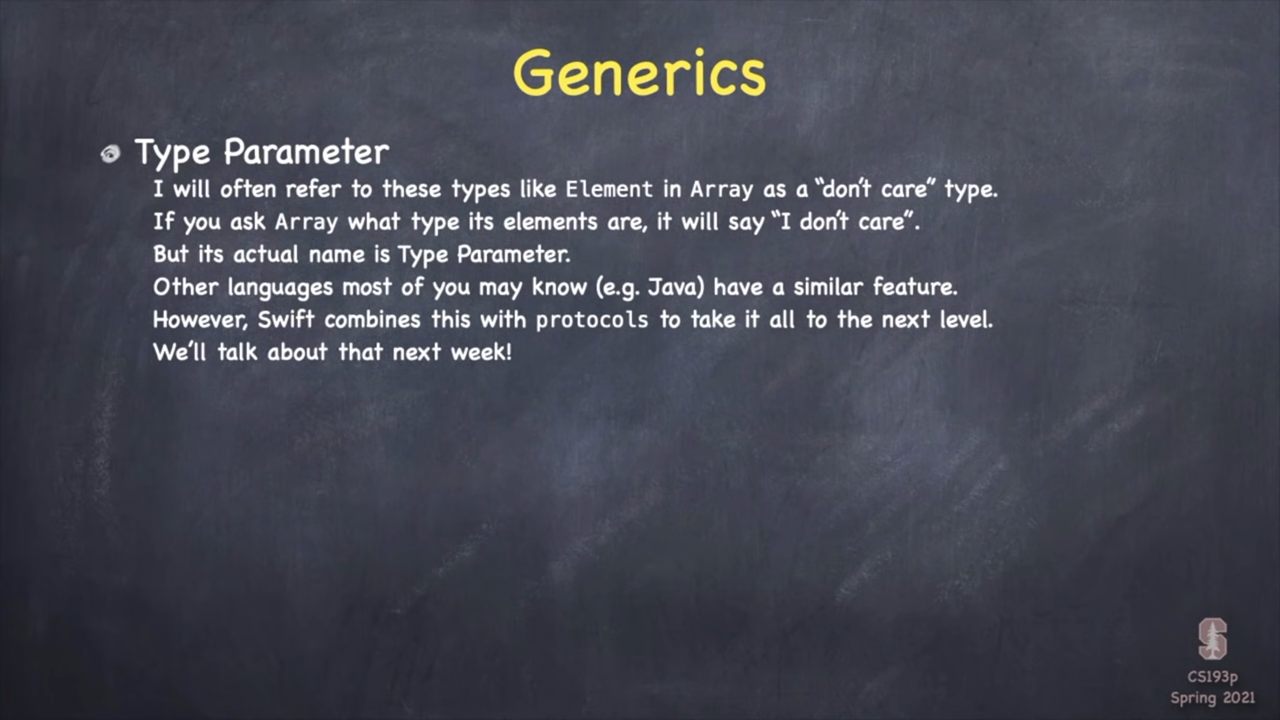 Generics
Type Parameter
I will often refer to these types like Element in Array as a “don’t care” type.
If you ask Array what type its elements are, it will say “I don’t care”.
But its actual name is Type Parameter.
Other languages most of you may know (e.g. Java) have a similar feature.
However, Swift combines this with protocols to take it all to the next level.
We’ll talk about that next week!
S
CS193p
Spring 2021